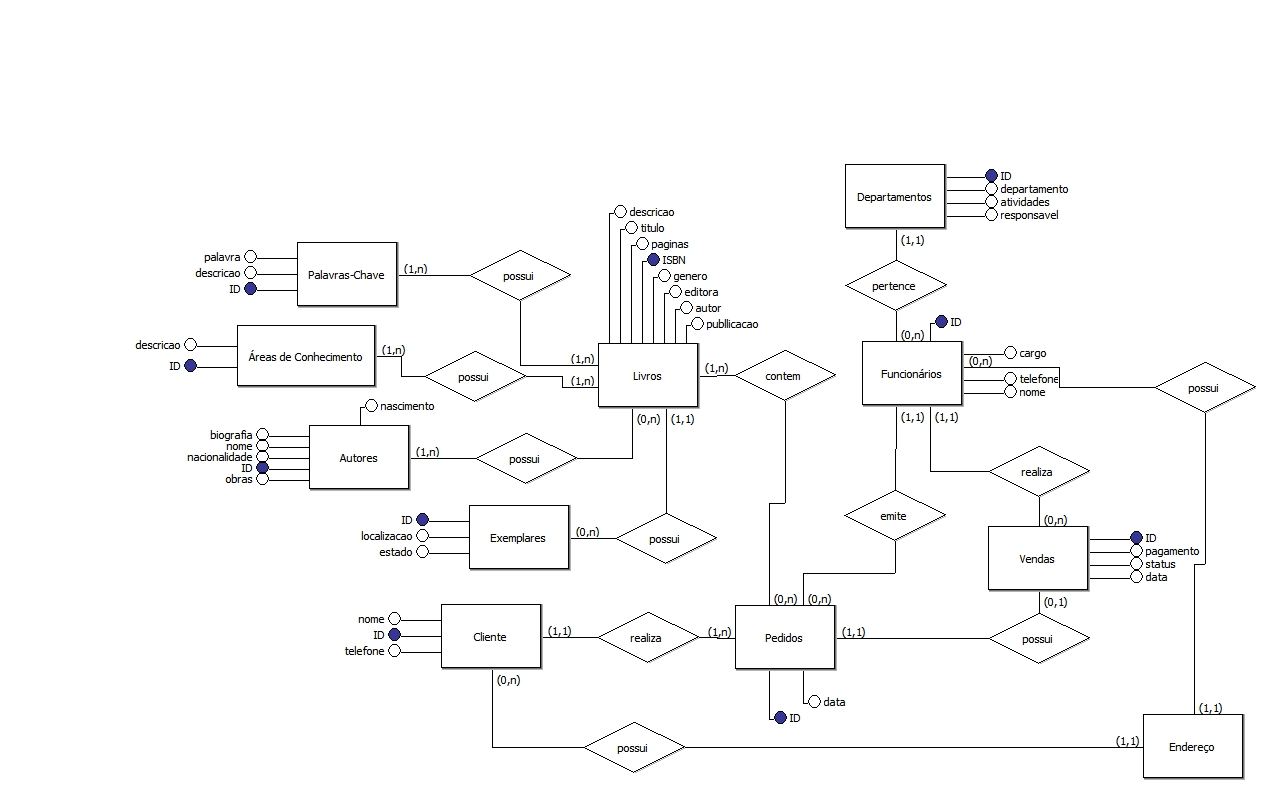 Departamentos
ID
departamento
atividades
responsavel
(1,1)
pertence
(0,n)
ID
descricao
titulo
paginas
ISBN
genero
editora
autor
publlicacao
palavra
descricao
ID
Palavras-Chave
(1,n)
possui
(1,n)
descricao
ID
Áreas de Conhecimento
(1,n)
possui
(1,n)
Livros
(1,n)
contem
(0,n)
(1,1)
Funcionários
cargo
(0,n)
telefone
nome
possui
(1,1)
(1,1)
nascimento
biografia
nome
nacionalidade
ID
obras
Autores
(1,n)
possui
realiza
(0,n)
emite
ID
localizacao
estado
Exemplares
(0,n)
possui
Vendas
ID
pagamento
status
data
(0,1)
nome
ID
telefone
Cliente
(1,1)
realiza
(1,n)
(0,n)
(0,n)
Pedidos
(1,1)
possui
(0,n)
data
ID
possui
(1,1)
(1,1)
Endereço